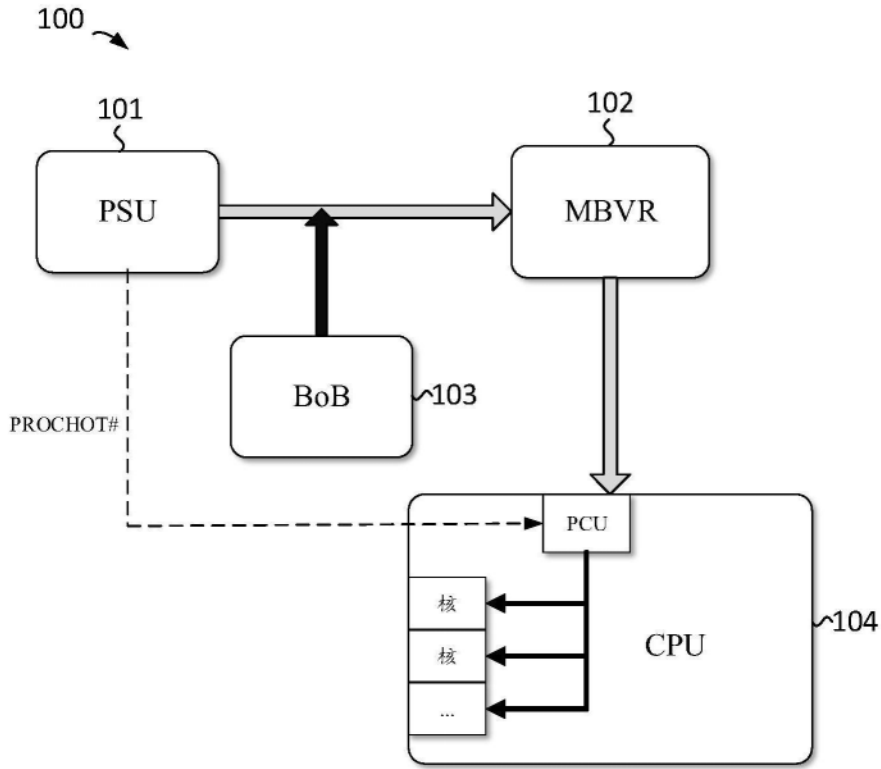 100
101
102
PSU
MBVR
BoB
103
PROCHOT#
PCU
核
核
...
CPU
104